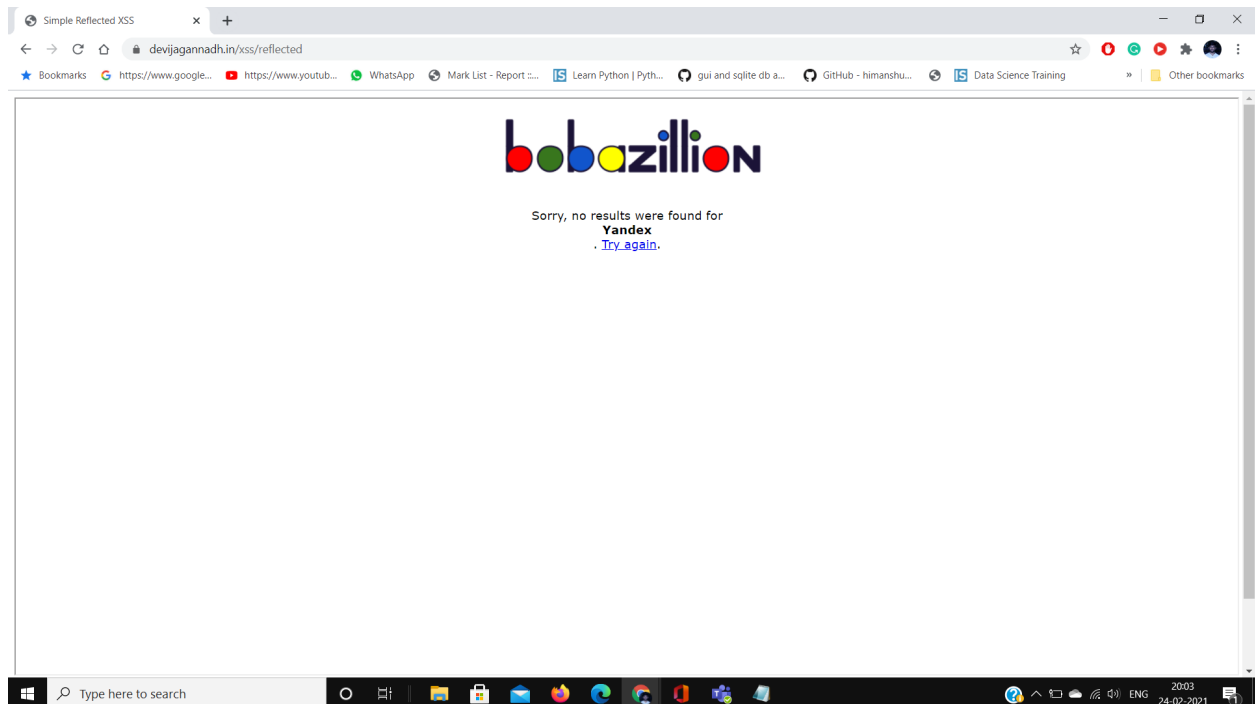 Simple Reflected XSS
devijagannadh.in/xss/reflected
Bookmarks https://www.google... https://www.youtub... WhatsApp Mark List - Report ::... Learn Python | Pyth... gui and sqlite db a... GitHub - himanshu... Data Science Training » Other bookmarks
bobazillion
Sorry, no results were found for
Yandex
. Try again.
Type here to search
ENG
20:03
24-02-2021
1